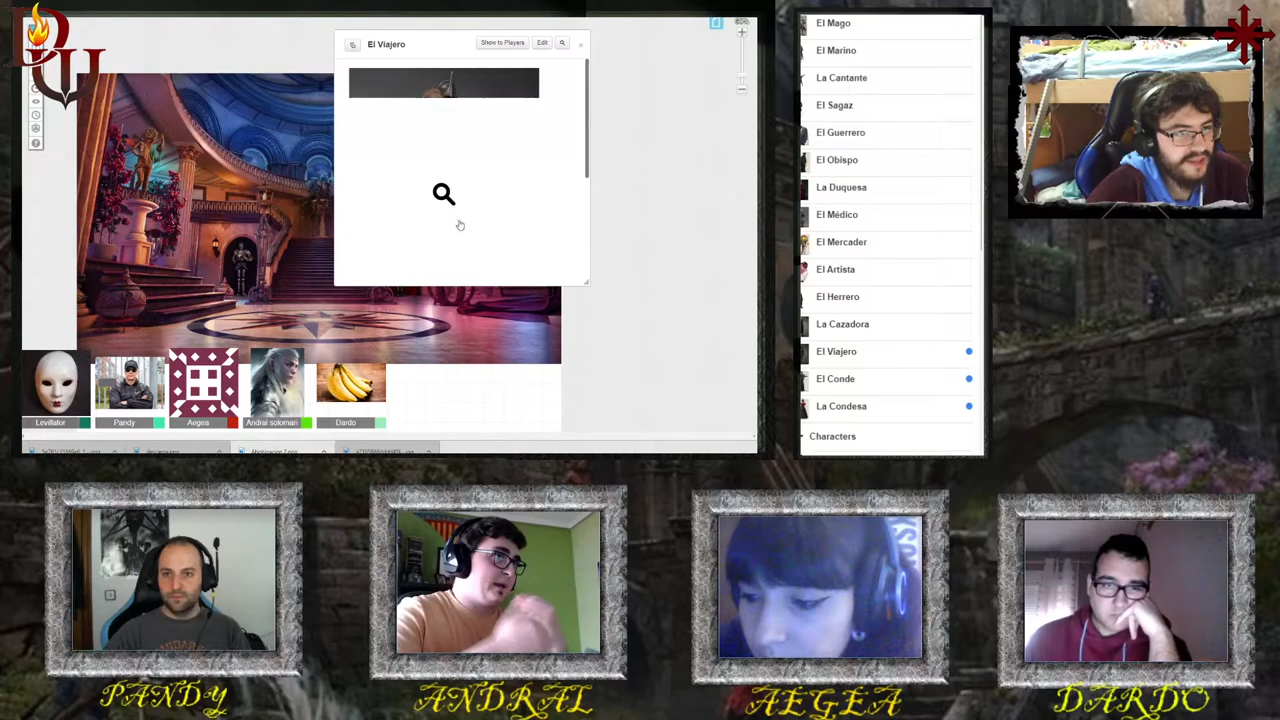 DU
El Viajero
Show to Players
Edit
El Mago
El Marino
La Cantante
El Sagaz
El Guerrero
El Obispo
La Duquesa
El Médico
El Mercader
El Artista
El Herrero
La Cazadora
El Viajero
El Conde
La Condesa
Characters
Levillator
Pandy
Aegea
Andral soloman
Dardo
PANDY
ANDRAL
AEGEA
DARDO